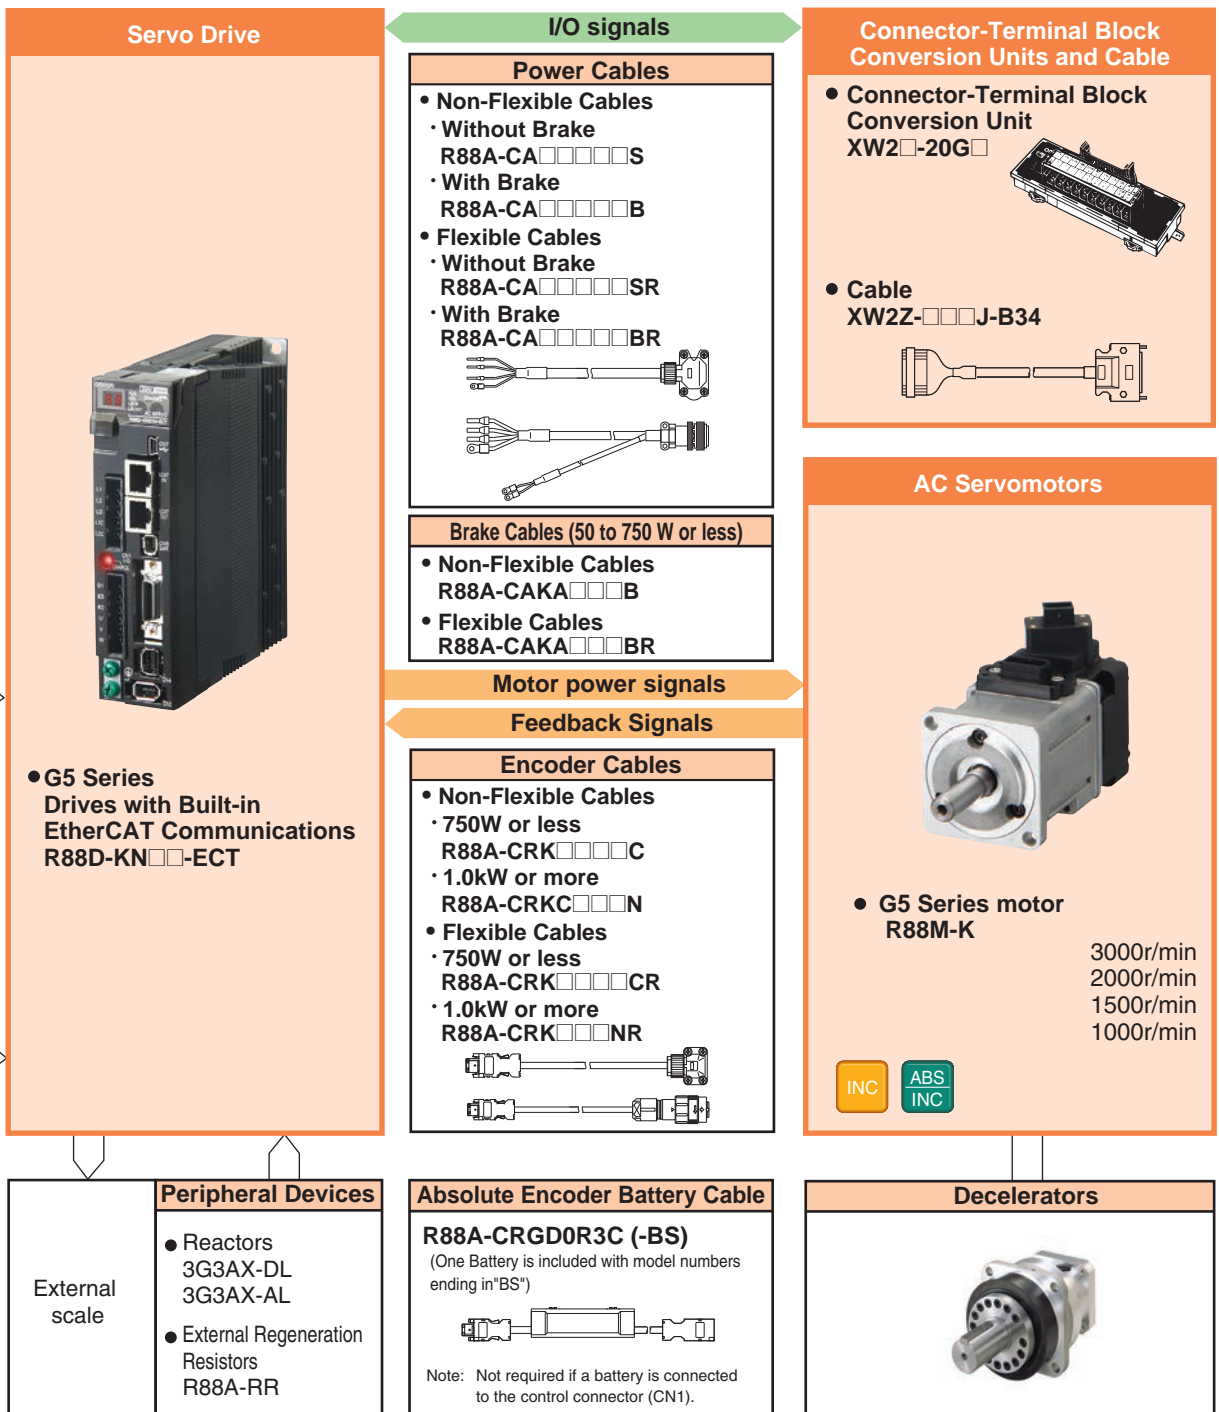 Servo Drive
I/O signals
Connector-Terminal Block
Conversion Units and Cable
Power Cables
• Non-Flexible Cables
· Without Brake
R88A-CA□□□□□S
· With Brake
R88A-CA□□□□□B
• Flexible Cables
· Without Brake
R88A-CA□□□□□SR
· With Brake
R88A-CA□□□□□BR
• Connector-Terminal Block
Conversion Unit
XW2□-20G□
• Cable
XW2Z-□□□J-B34
Brake Cables (50 to 750 W or less)
• Non-Flexible Cables
R88A-CAKA□□□B
• Flexible Cables
R88A-CAKA□□□BR
Motor power signals
Feedback Signals
• G5 Series
Drives with Built-in
EtherCAT Communications
R88D-KN□□-ECT
Encoder Cables
• Non-Flexible Cables
· 750W or less
R88A-CRK□□□□C
· 1.0kW or more
R88A-CRKC□□□N
• Flexible Cables
· 750W or less
R88A-CRK□□□□CR
· 1.0kW or more
R88A-CRK□□□NR
AC Servomotors
• G5 Series motor
R88M-K
3000r/min
2000r/min
1500r/min
1000r/min
INC
ABS
INC
External
scale
Peripheral Devices
• Reactors
3G3AX-DL
3G3AX-AL
• External Regeneration
Resistors
R88A-RR
Absolute Encoder Battery Cable
R88A-CRGD0R3C (-BS)
(One Battery is included with model numbers
ending in"BS")
Note: Not required if a battery is connected
to the control connector (CN1).
Decelerators